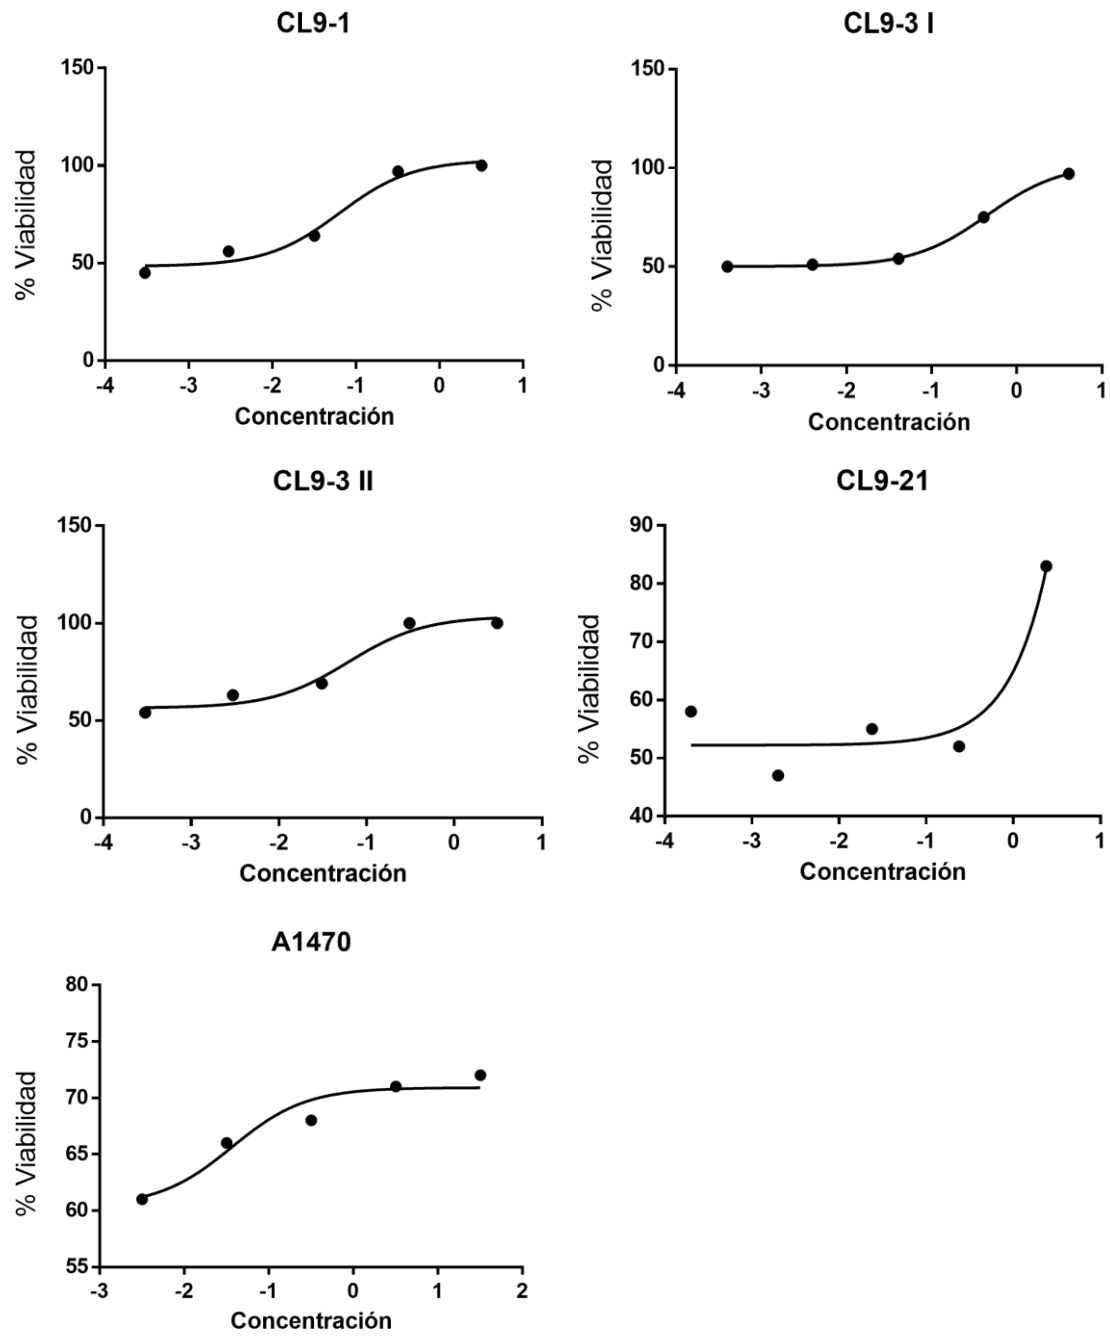 CL9-1
150
100
50
0
% Viabilidad
-4 -3 -2 -1 0 1
Concentración
CL9-3 I
150
100
50
0
% Viabilidad
-4 -3 -2 -1 0 1
Concentración
CL9-3 II
150
100
50
0
% Viabilidad
-4 -3 -2 -1 0 1
Concentración
CL9-21
90
80
70
60
50
40
% Viabilidad
-4 -3 -2 -1 0 1
Concentración
A1470
80
75
70
65
60
55
% Viabilidad
-3 -2 -1 0 1 2
Concentración